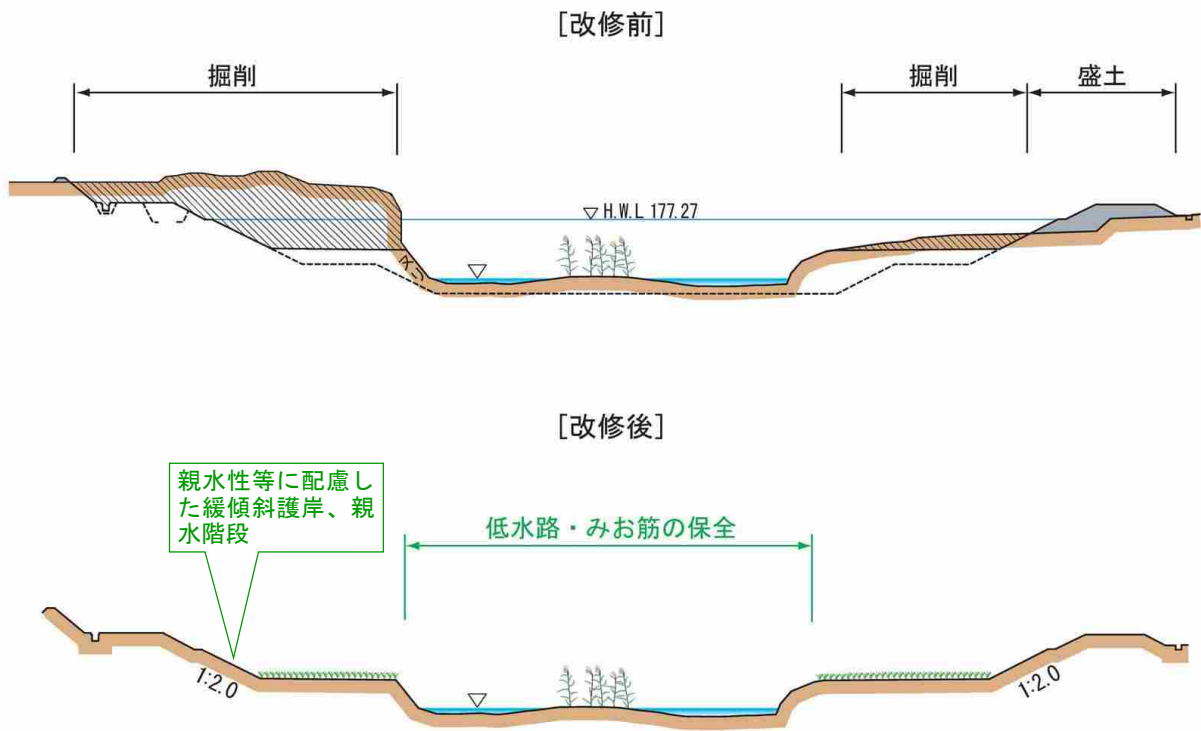 [改修前]
掘削
掘削
盛土
▽ H.W.L 177.27
[改修後]
親水性等に配慮し
た緩傾斜護岸、親
水階段
低水路・みお筋の保全
1:2.0
1:2.0